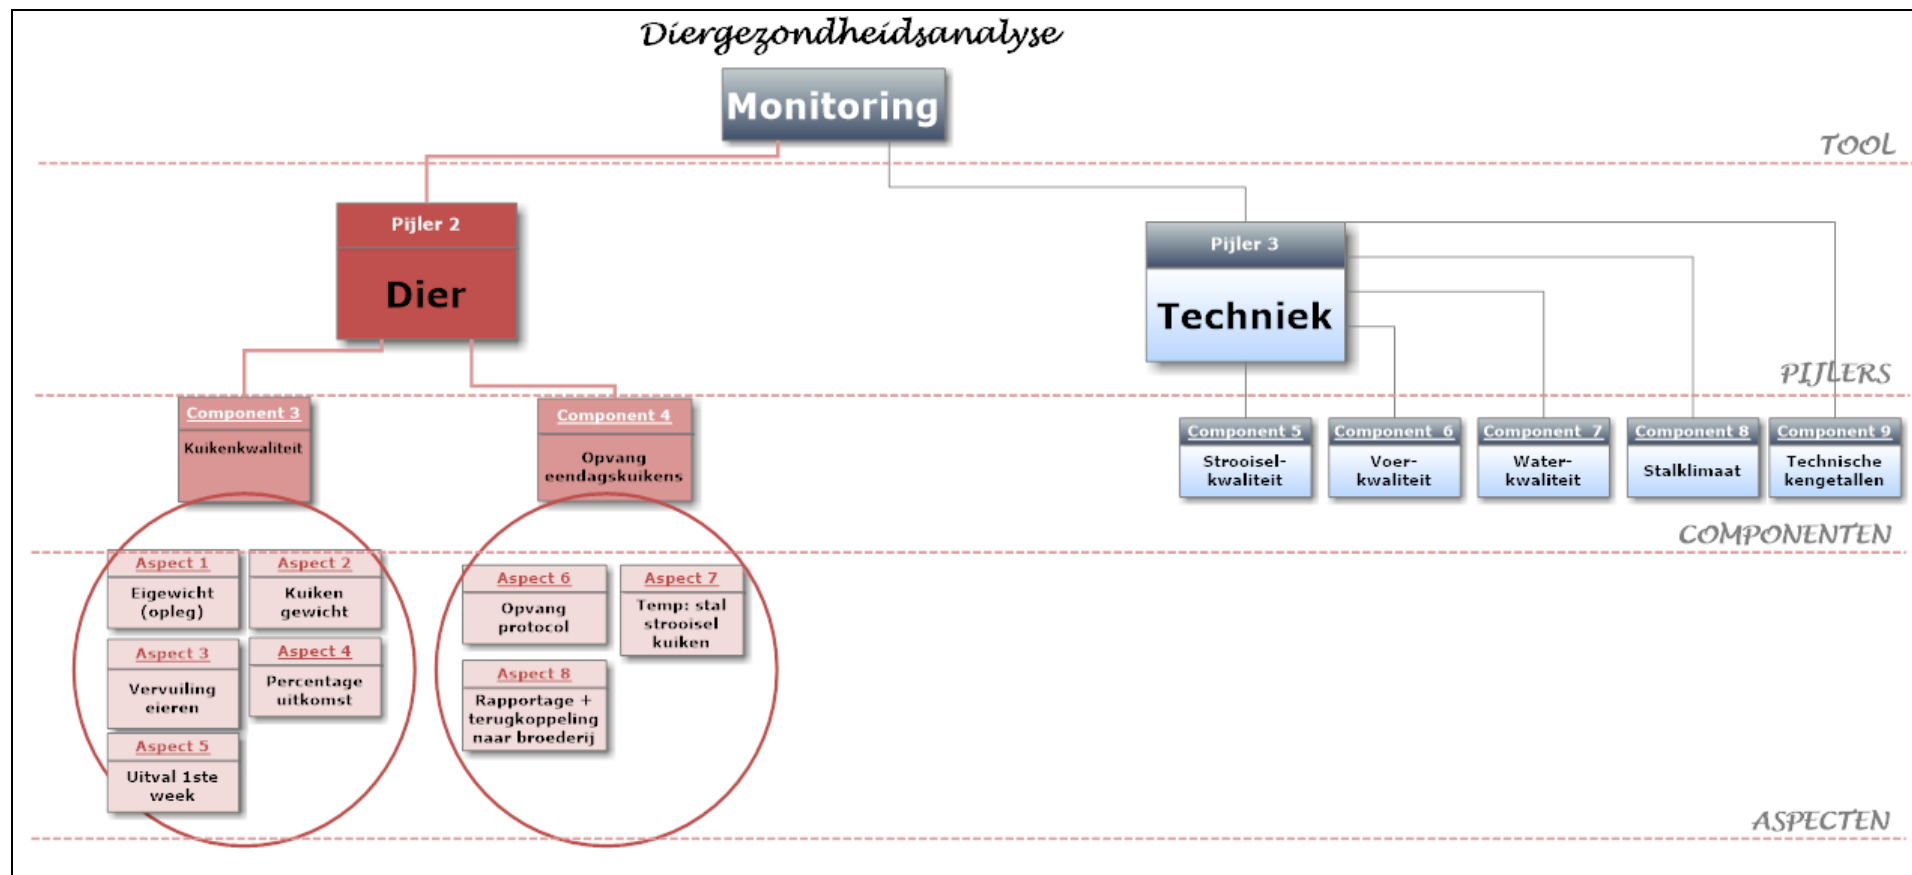 Diergezondheidsanalyse
Monitoring
TOOL
Pijler 2
Dier
Pijler 3
Techniek
PIJLERS
Component 3
Kuikenkwaliteit
Component 4
Opvang
eendagskuikens
Component 5
Strooisel-
kwaliteit
Component 6
Voer-
kwaliteit
Component 7
Water-
kwaliteit
Component 8
Stalklimaat
Component 9
Technische
kengetallen
COMPONENTEN
Aspect 1
Eigewicht
(opleg)
Aspect 2
Kuiken
gewicht
Aspect 3
Vervuiling
eieren
Aspect 4
Percentage
uitkomst
Aspect 5
Uitval 1ste
week
Aspect 6
Opvang
protocol
Aspect 7
Temp: stal
strooisel
kuiken
Aspect 8
Rapportage +
terugkoppeling
naar broederij
ASPECTEN